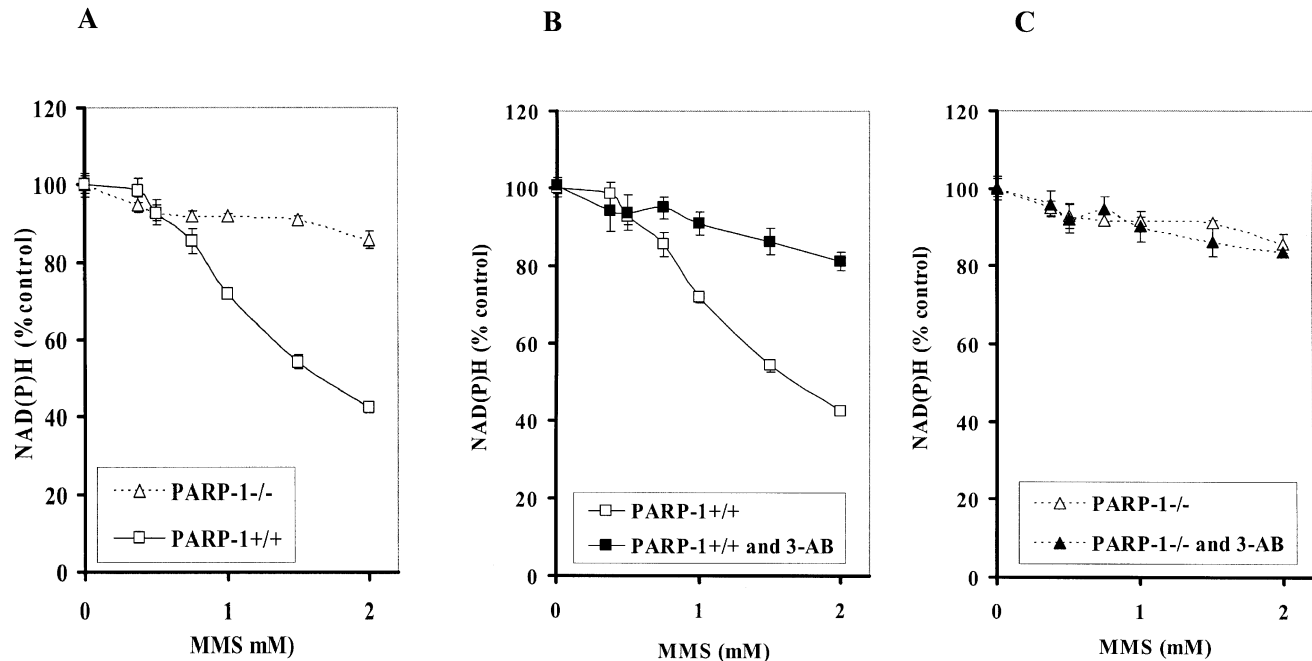 A
B
C
NAD(P)H (% control)
120
100
80
60
40
20
0
0
1
2
MMS mM)
PARP-1-/-
PARP-1+/+
NAD(P)H (% control)
120
100
80
60
40
20
0
0
1
2
MMS (mM)
PARP-1+/+
PARP-1+/+ and 3-AB
NAD(P)H (% control)
120
100
80
60
40
20
0
0
1
2
MMS (mM)
PARP-1-/-
PARP-1-/- and 3-AB